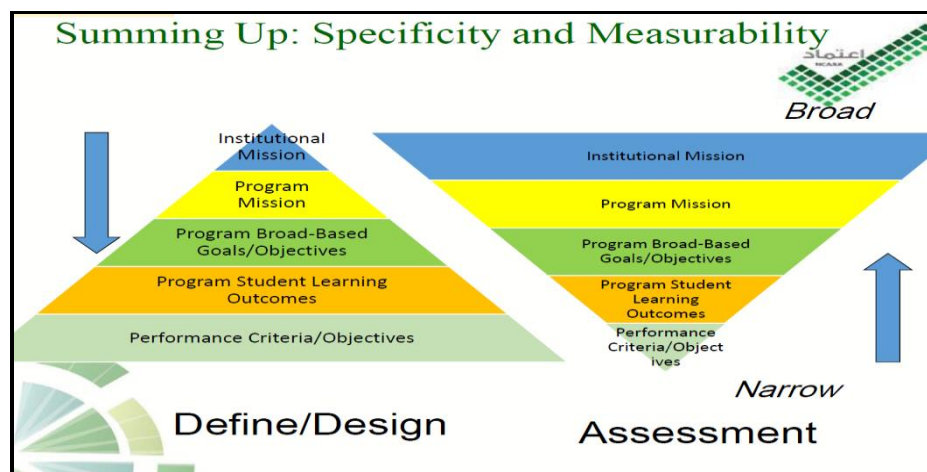 Summing Up: Specificity and Measurability
اعتماد
NCAAA
Broad
Institutional
Mission
Program
Mission
Program Broad-Based
Goals/Objectives
Program Student Learning
Outcomes
Performance Criteria/Objectives
Define/Design
Institutional Mission
Program Mission
Program Broad-Based
Goals/Objectives
Program Student
Learning
Outcomes
Performance
Criteria/Object
ives
Narrow
Assessment